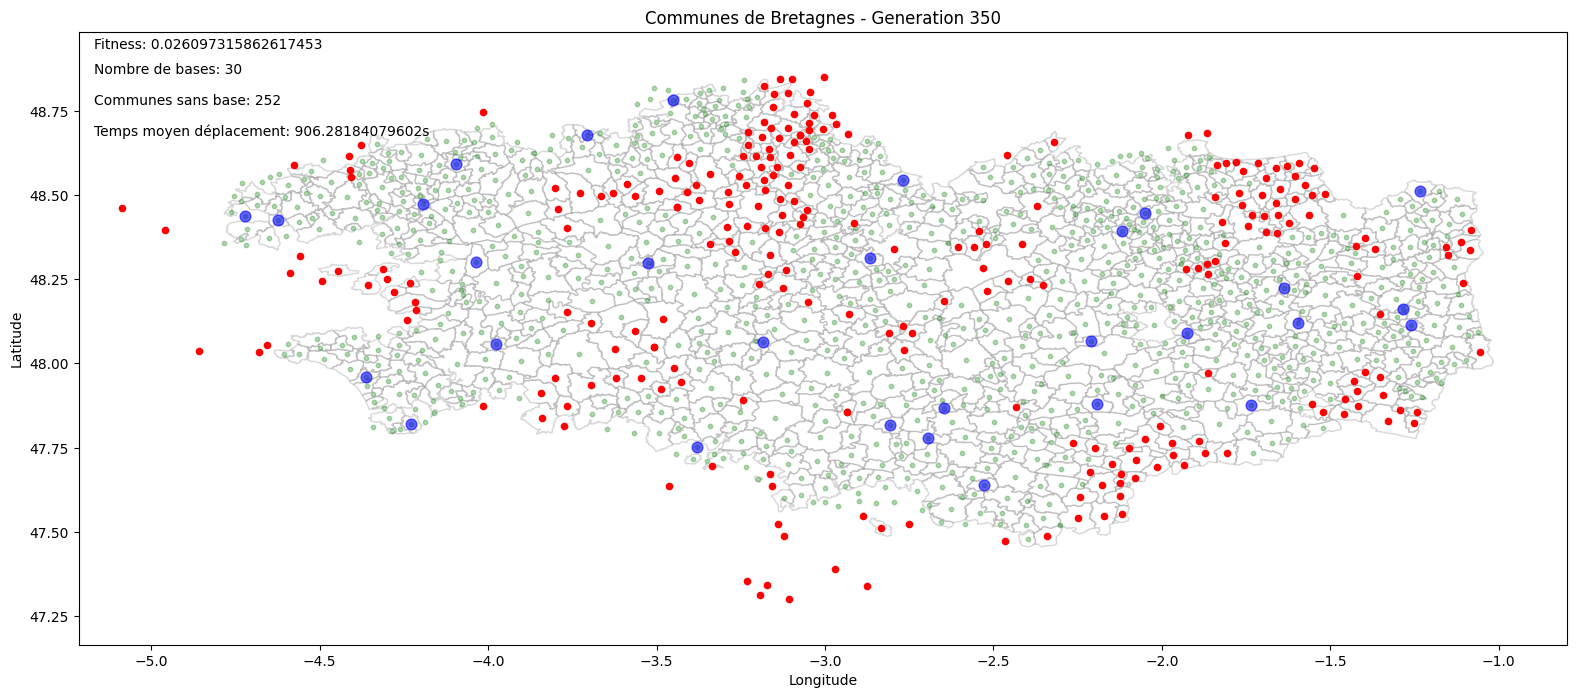 Communes de Bretagnes - Generation 350
Fitness: 0.026097315862617453
Nombre de bases: 30
Communes sans base: 252
Temps moyen déplacement: 906.28184079602s
48.75
48.50
48.25
48.00
47.75
47.50
47.25
Latitude
−5.0
−4.5
−4.0
−3.5
−3.0
−2.5
−2.0
−1.5
−1.0
Longitude